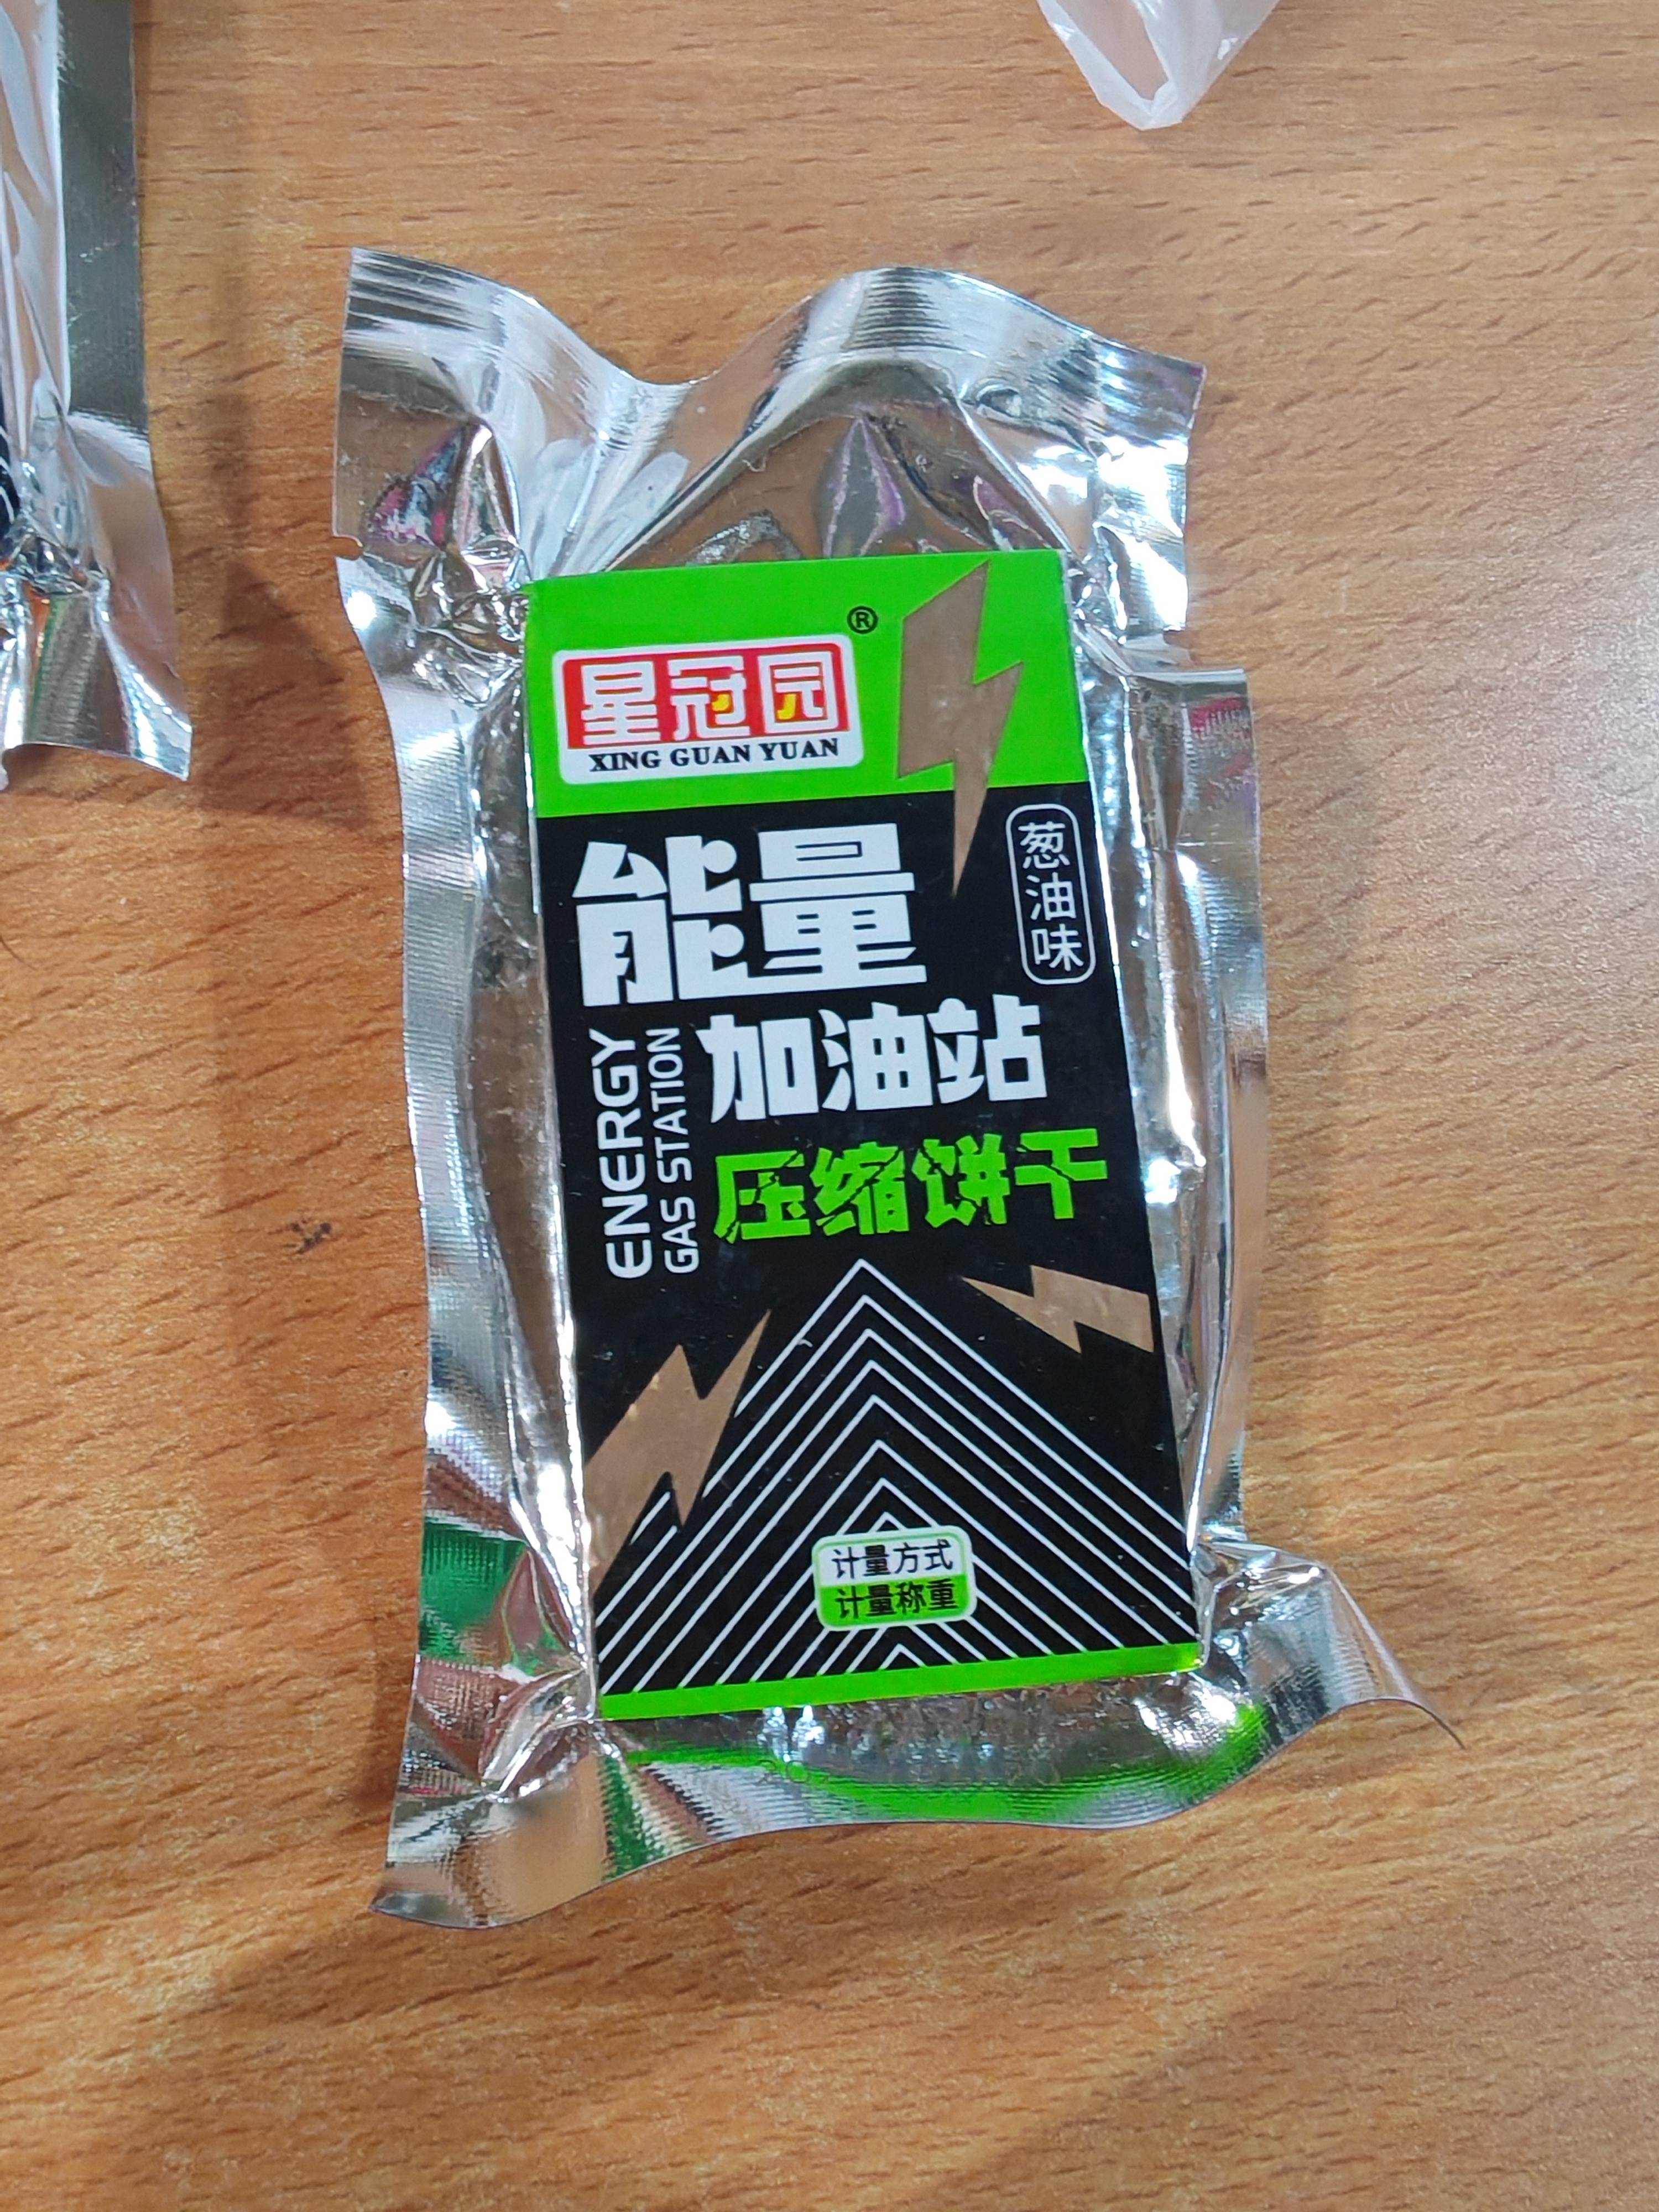 ®
星冠园
XING GUAN YUAN
葱油味
能量
加油站
ENERGY
GAS STATION
压缩饼干
计量方式
计量称重